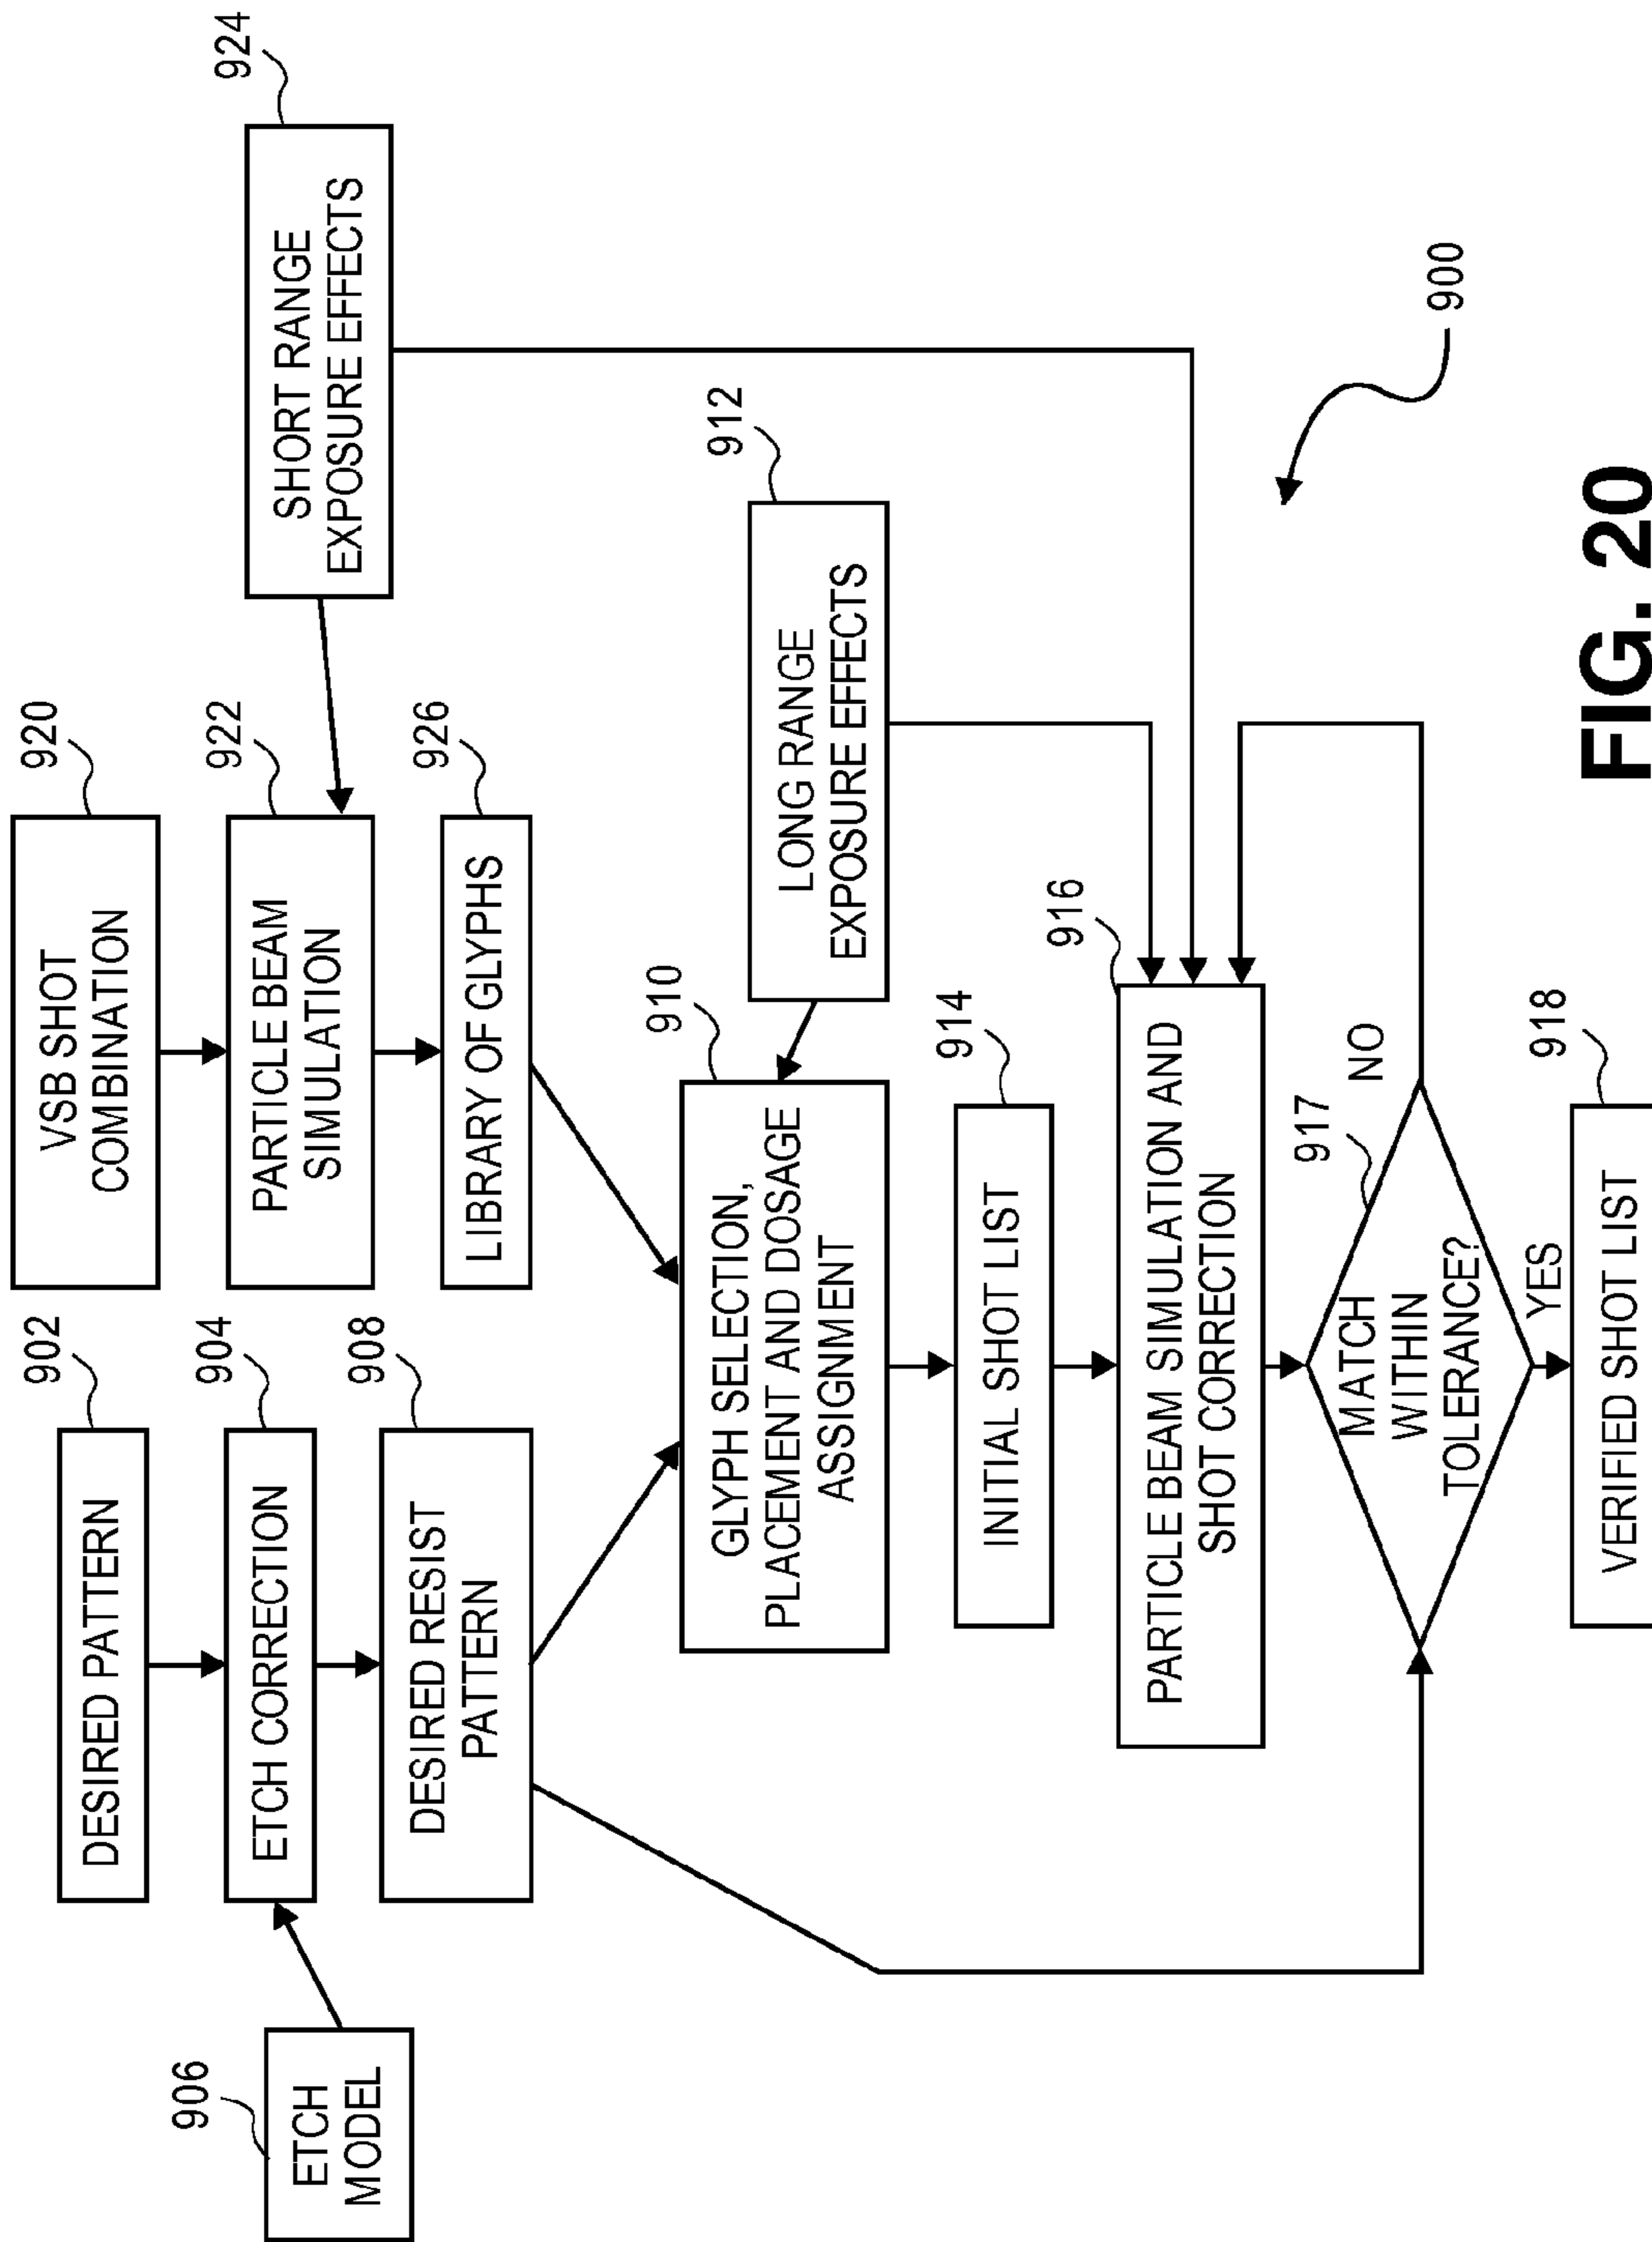 902
DESIRED PATTERN
904
ETCH CORRECTION
906
ETCH
MODEL
908
DESIRED RESIST
PATTERN
920
VSB SHOT
COMBINATION
922
PARTICLE BEAM
SIMULATION
926
LIBRARY OF GLYPHS
924
SHORT RANGE
EXPOSURE EFFECTS
910
GLYPH SELECTION,
PLACEMENT AND DOSAGE
ASSIGNMENT
912
LONG RANGE
EXPOSURE EFFECTS
914
INITIAL SHOT LIST
916
PARTICLE BEAM SIMULATION AND
SHOT CORRECTION
917
MATCH
WITHIN
TOLERANCE?
NO
YES
918
VERIFIED SHOT LIST
900
FIG. 20